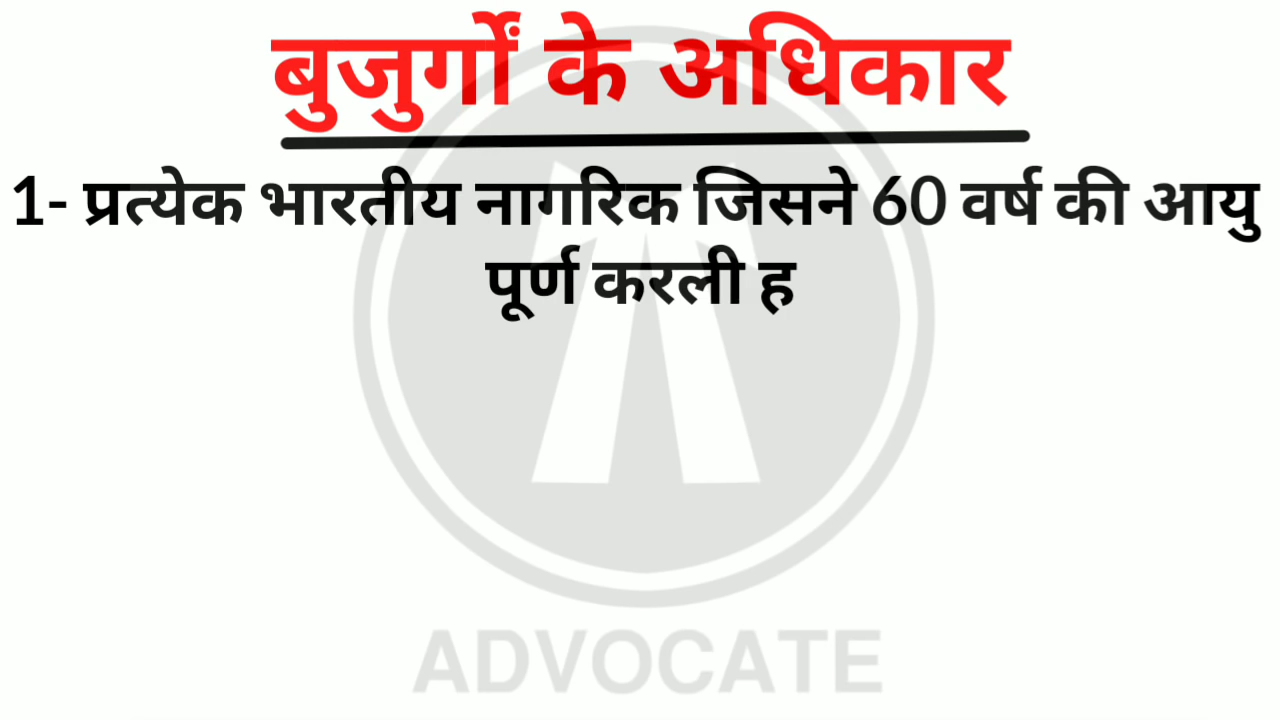 बुजुर्गों के अधिकार
1- प्रत्येक भारतीय नागरिक जिसने 60 वर्ष की आयु
पूर्ण करली ह
ADVOCATE